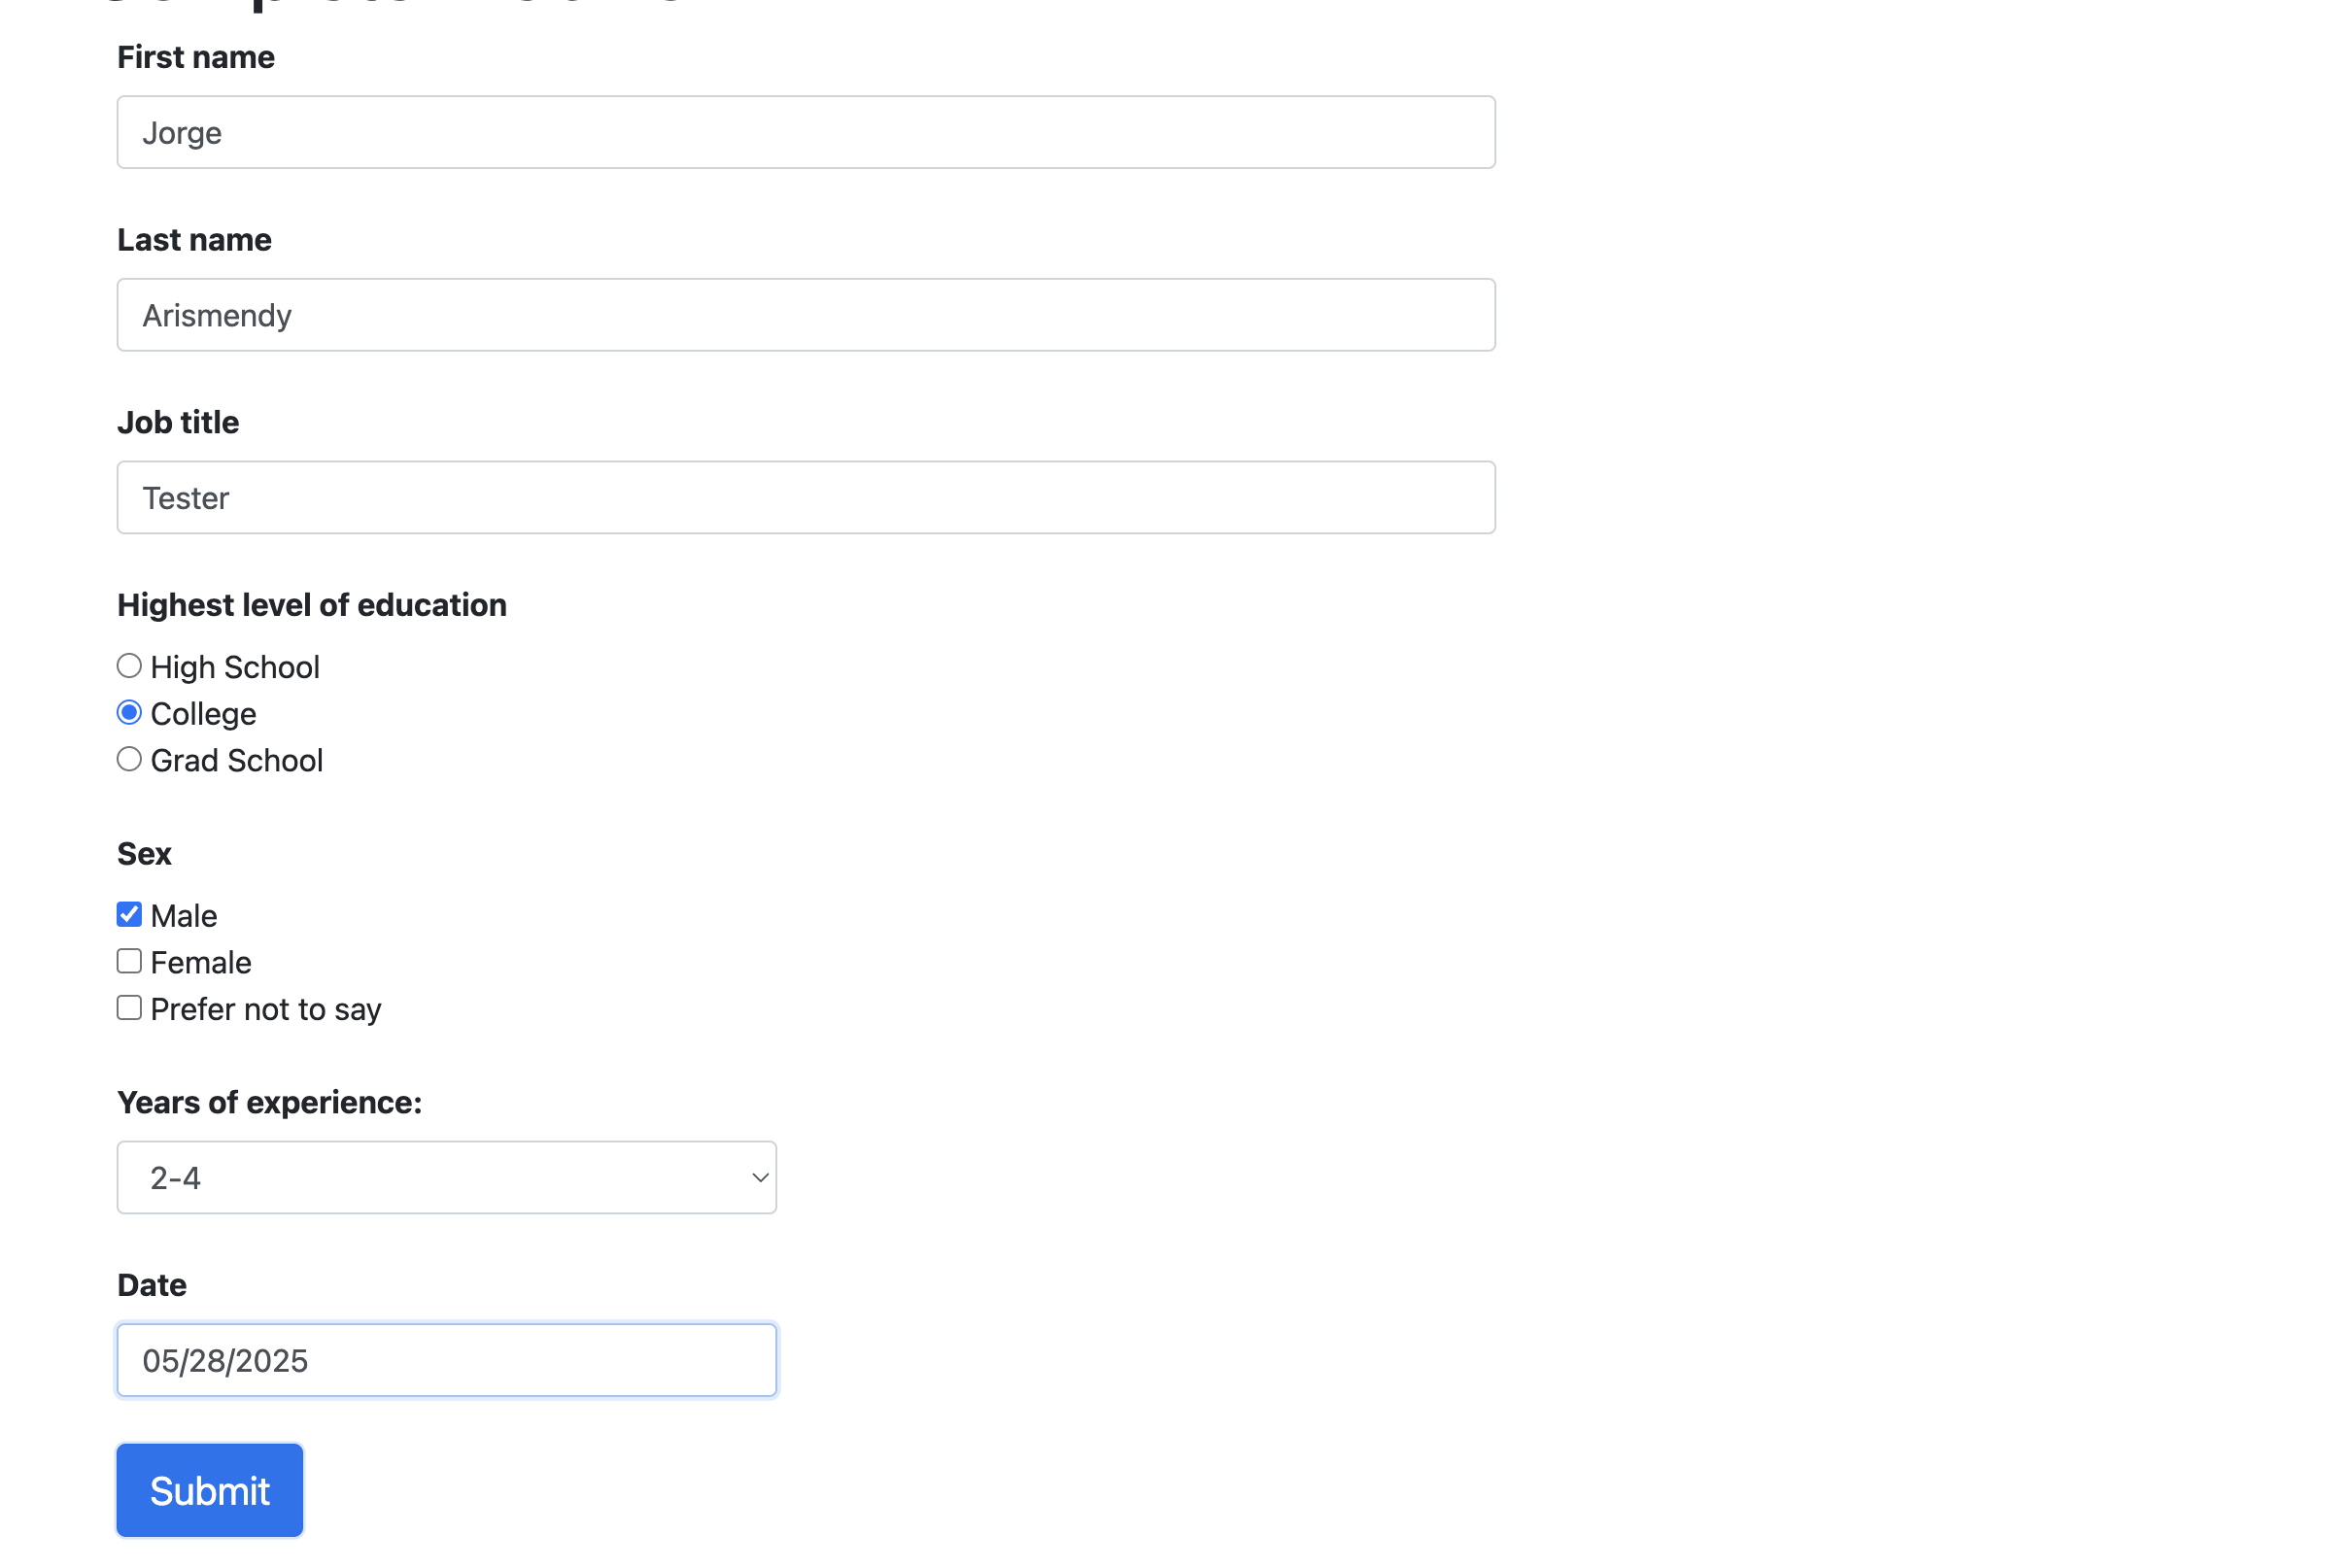 First name
Jorge
Last name
Arismendy
Job title
Tester
Highest level of education
High School
College
Grad School
Sex
Male
Female
Prefer not to say
Years of experience:
2-4
Date
05/28/2025
Submit